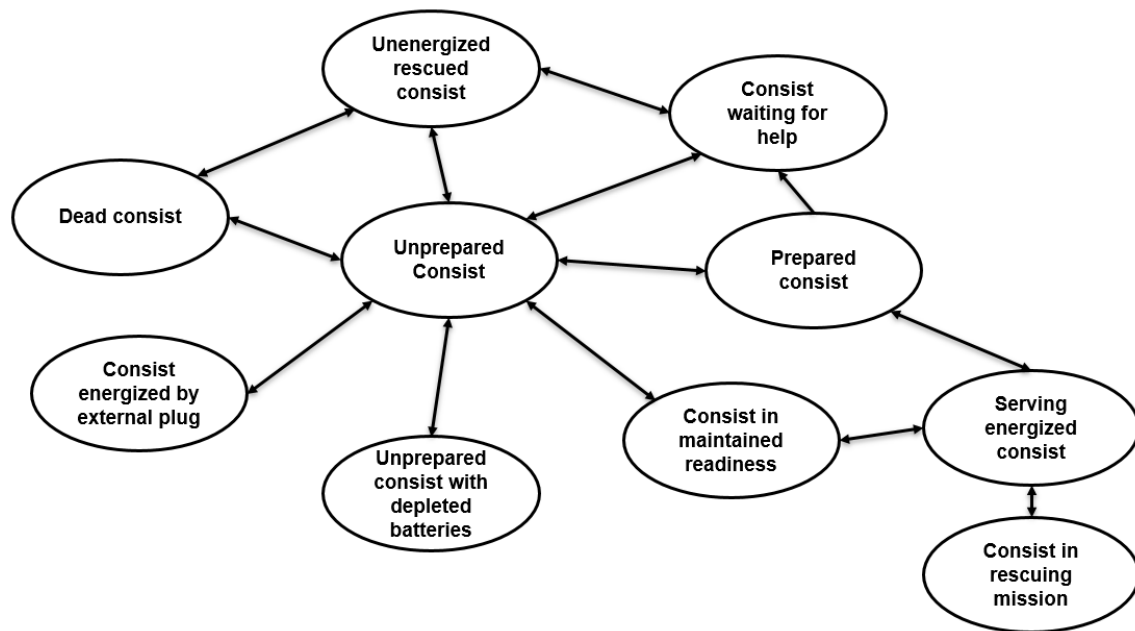 Unenergized
rescued
consist
Consist
waiting for
help
Dead consist
Unprepared
Consist
Prepared
consist
Consist
energized by
external plug
Unprepared
consist with
depleted
batteries
Consist in
maintained
readiness
Serving
energized
consist
Consist in
rescuing
mission